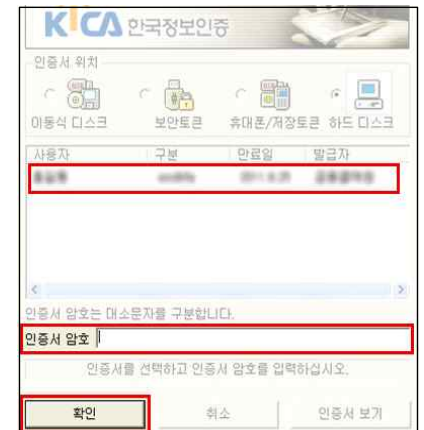 KICA 한국정보인증
인증서 위치
이동식 디스크 보안토큰 휴대폰/저장토큰 하드 디스크
사용자 구분 만료일 발급자
인증서 암호는 대소문자를 구분합니다.
인증서 암호
인증서를 선택하고 인증서 암호를 입력하십시오.
확인 취소 인증서 보기